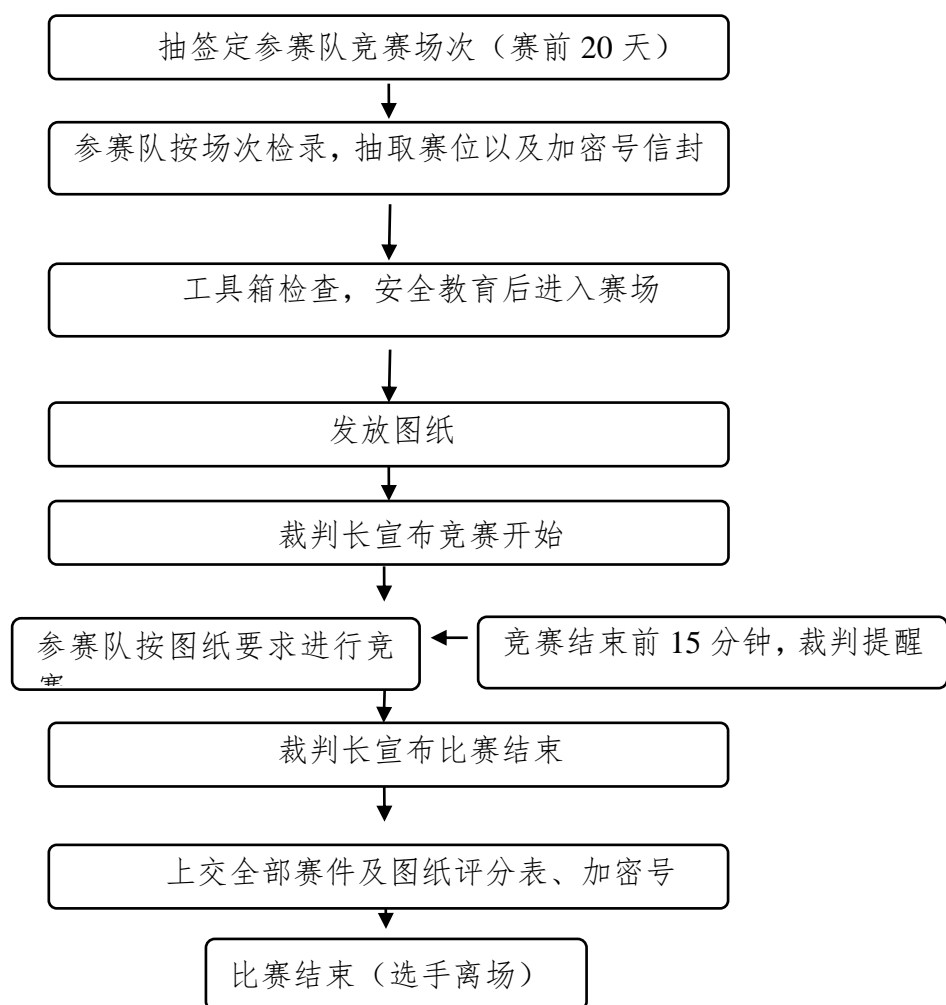 抽签定参赛队竞赛场次（赛前 20 天）
参赛队按场次检录，抽取赛位以及加密号信封
工具箱检查，安全教育后进入赛场
发放图纸
裁判长宣布竞赛开始
参赛队按图纸要求进行竞
赛
竞赛结束前 15 分钟，裁判提醒
裁判长宣布比赛结束
上交全部赛件及图纸评分表、加密号
比赛结束（选手离场）